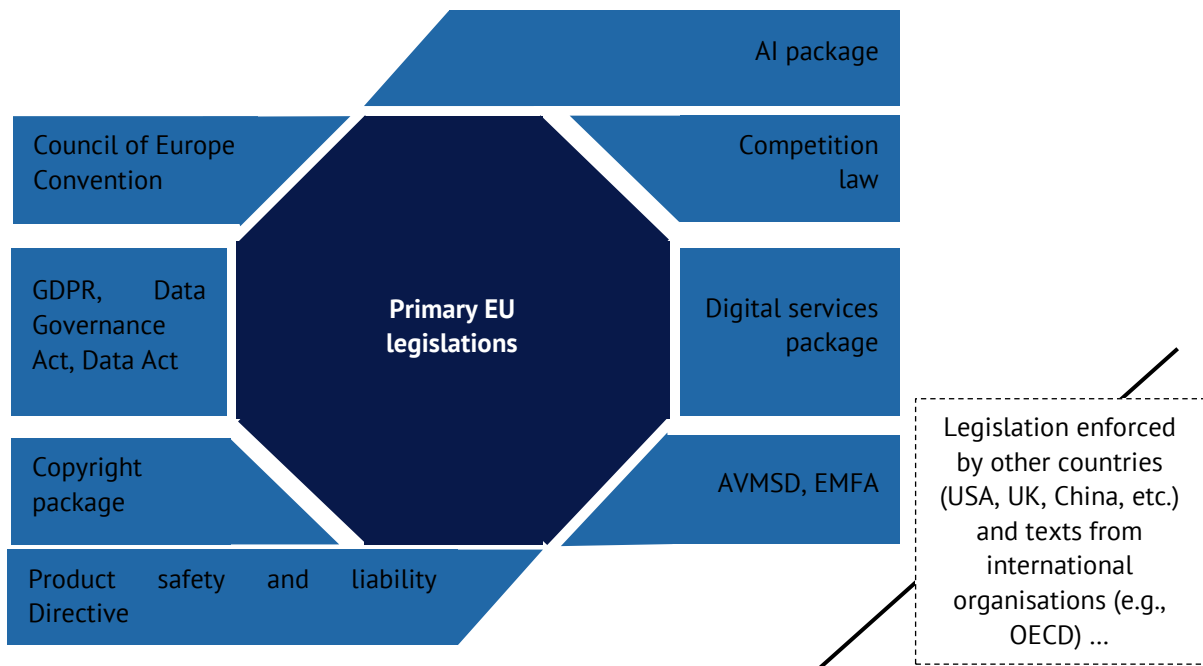 AI package
Council of Europe
Convention
Competition
law
GDPR, Data
Governance
Act, Data Act
Primary EU
legislations
Digital services
package
Copyright
package
AVMSD, EMFA
Product safety and liability
Directive
Legislation enforced
by other countries
(USA, UK, China, etc.)
and texts from
international
organisations (e.g.,
OECD) ...